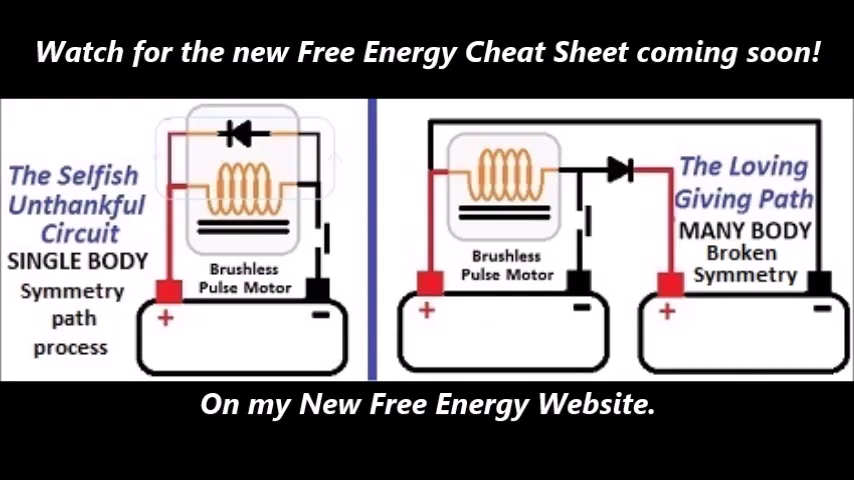 Watch for the new Free Energy Cheat Sheet coming soon!
The Selfish
Unthankful
Circuit
SINGLE BODY
Symmetry
path
process
Brushless
Pulse Motor
+
-
Brushless
Pulse Motor
+
-
The Loving
Giving Path
MANY BODY
Broken
Symmetry
+
-
On my New Free Energy Website.